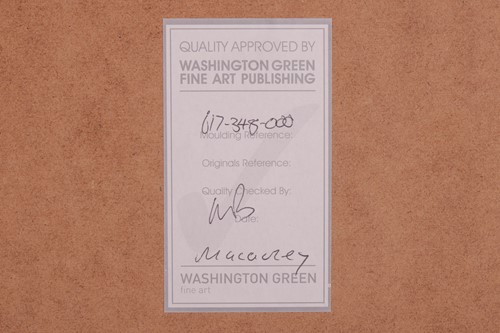 QUALITY APPROVED BY
WASHINGTON GREEN
FINE ART PUBLISHING
617-348-000
Moulding Reference:
Originals Reference:
Quality Checked By:
Date:
WASHINGTON GREEN
fine art